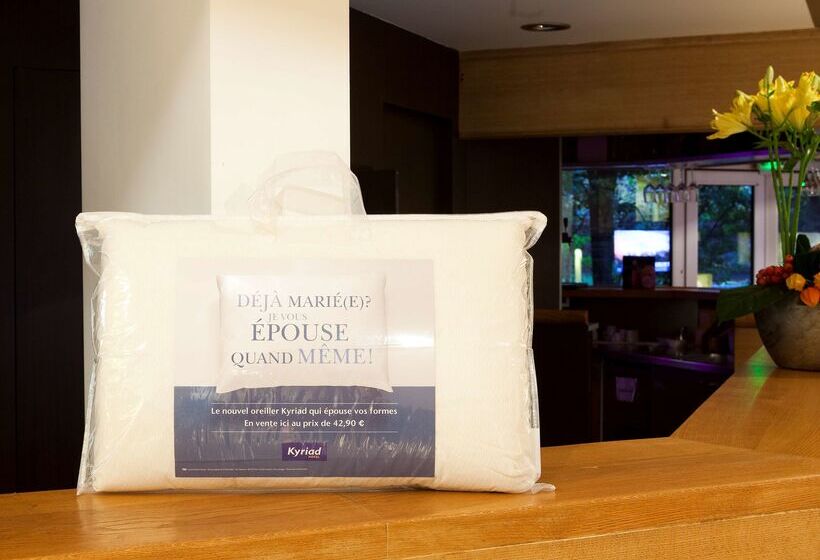 DÉJÀ MARIÉ(E)?
JE VOUS
ÉPOUSE
QUAND MÊME!
Le nouvel oreiller Kyriad qui épouse vos formes
En vente ici au prix de 42,90 €
Kyriad
HÔTEL